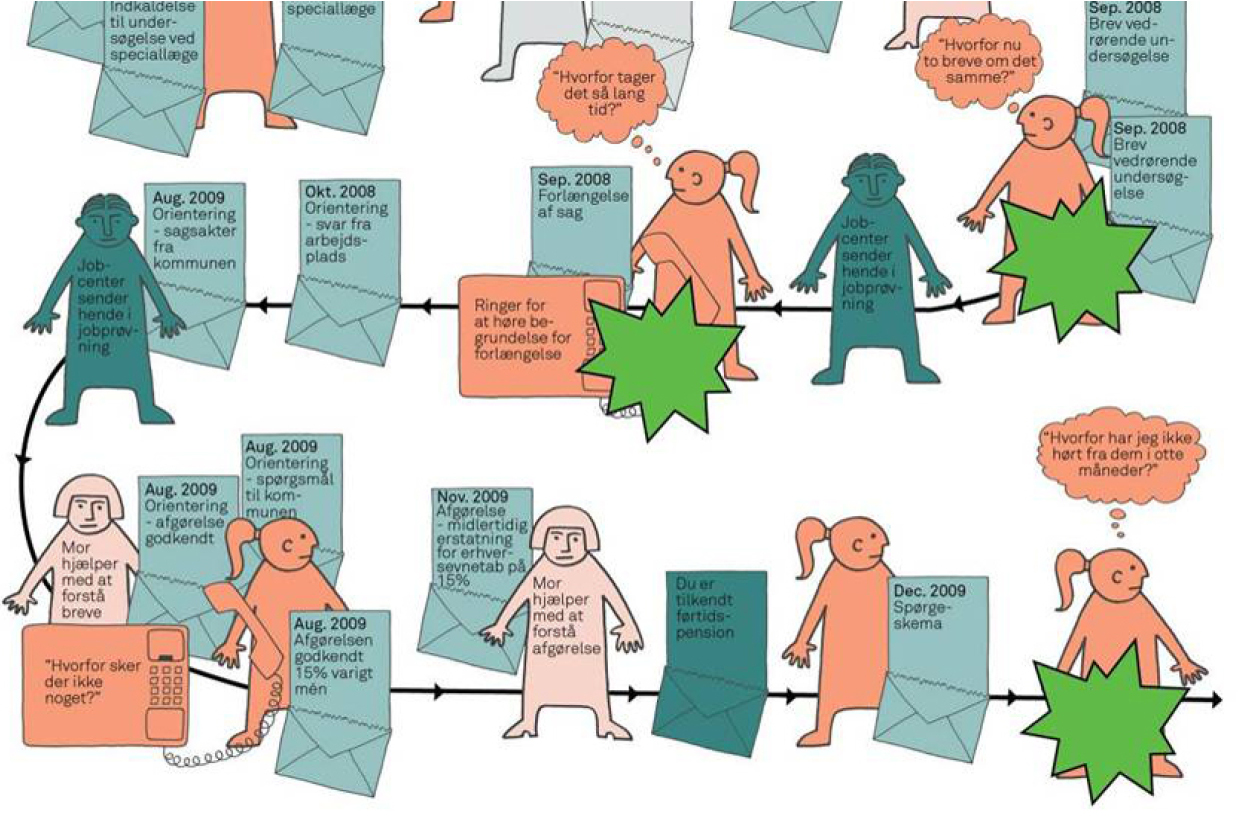 Indkaldelse
til under-
søgelse ved
speciallæge
speciallæge
"Hvorfor tager
det så lang
tid?"
"Hvorfor nu
to breve om det
samme?"
Sep. 2008
Brev ved-
rørende un-
dersøgelse
Sep. 2008
Brev
vedrørende
undersøg-
else
Job-
center
sender
hende i
jobprøv-
ning
Sep. 2008
Forlængelse
af sag
Ringer for
at høre be-
grundelse for
forlængelse
Okt. 2008
Orientering
- svar fra
arbejds-
plads
Aug. 2009
Orientering
- sagsakter
fra
kommunen
Job-
center
sender
hende i
jobprøv-
ning
Mor
hjælper
med at
forstå
breve
"Hvorfor sker
der ikke
noget?"
Aug. 2009
Orientering
- afgørelse
godkendt
Aug. 2009
Orientering
- spørgsmål
til kom-
munen
Aug. 2009
Afgørelsen
godkendt
15% varigt
mén
Nov. 2009
Afgørelse
- midlertidig
erstatning
for erhver-
sevnetab på
15%
Mor
hjælper
med at
forstå
afgørelse
Du er
tilkendt
førtids-
pension
Dec. 2009
Spørge-
skema
"Hvorfor har jeg ikke
hørt fra dem i otte
måneder?"